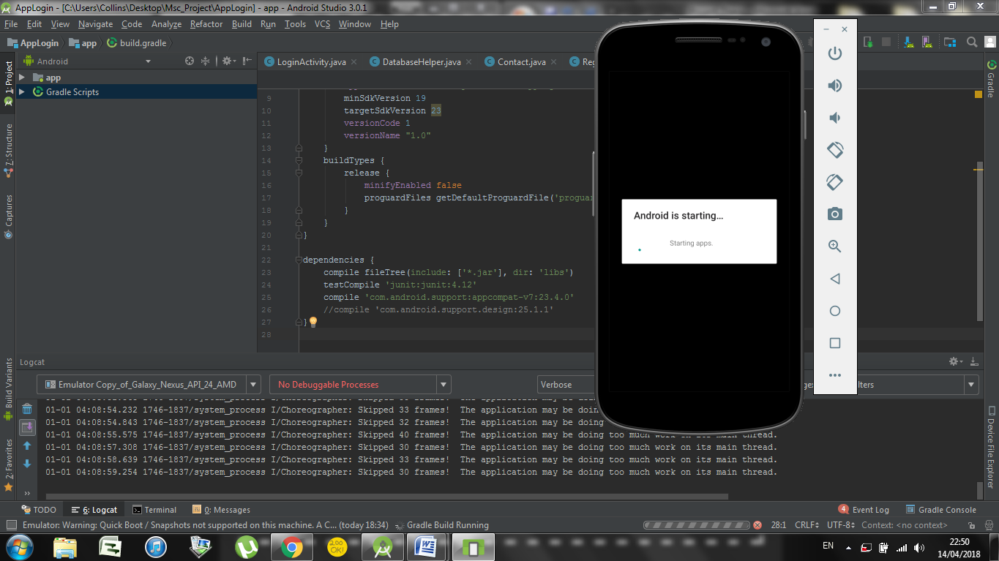 AppLogin - [C:\Users\Collins\Desktop\Msc_Project\AppLogin] - app - Android Studio 3.0.1
File Edit View Navigate Code Analyze Refactor Build Run Tools VCS Window Help
AppLogin app build.gradle
1: Project
7: Structure
Captures
Build Variants
2: Favorites
Android
app
Gradle Scripts
LoginActivity.java DatabaseHelper.java Contact.java Reg
9 minSdkVersion 19
10 targetSdkVersion 23
11 versionCode 1
12 versionName "1.0"
13 }
14 buildTypes {
15 release {
16 minifyEnabled false
17 proguardFiles getDefaultProguardFile('proguar
18 }
19 }
20 }
21
22 dependencies {
23 compile fileTree(include: ['*.jar'], dir: 'libs')
24 testCompile 'junit:junit:4.12'
25 compile 'com.android.support:appcompat-v7:23.4.0'
26 //compile 'com.android.support.design:25.1.1'
27 }
28
Android is starting...
Starting apps.
Gradle
Device File Explorer
Logcat
Emulator Copy_of_Galaxy_Nexus_API_24_AMD No Debuggable Processes Verbose
01-01 04:08:54.232 1746-1837/system_process I/Choreographer: Skipped 33 frames! The application may be doin
01-01 04:08:54.843 1746-1837/system_process I/Choreographer: Skipped 32 frames! The application may be doing
01-01 04:08:55.575 1746-1837/system_process I/Choreographer: Skipped 40 frames! The application may be doing too much work on its main thread.
01-01 04:08:57.308 1746-1837/system_process I/Choreographer: Skipped 30 frames! The application may be doing too much work on its main thread.
01-01 04:08:58.639 1746-1837/system_process I/Choreographer: Skipped 33 frames! The application may be doing too much work on its main thread.
01-01 04:08:59.254 1746-1837/system_process I/Choreographer: Skipped 30 frames! The application may be doing too much work on its main thread.
TODO 6: Logcat Terminal 0: Messages 4 Event Log Gradle Console
Emulator: Warning: Quick Boot / Snapshots not supported on this machine. A C... (today 18:34) Gradle Build Running 28:1 CRLF UTF-8 Context: <no context>
200 OK!
EN
22:50
14/04/2018